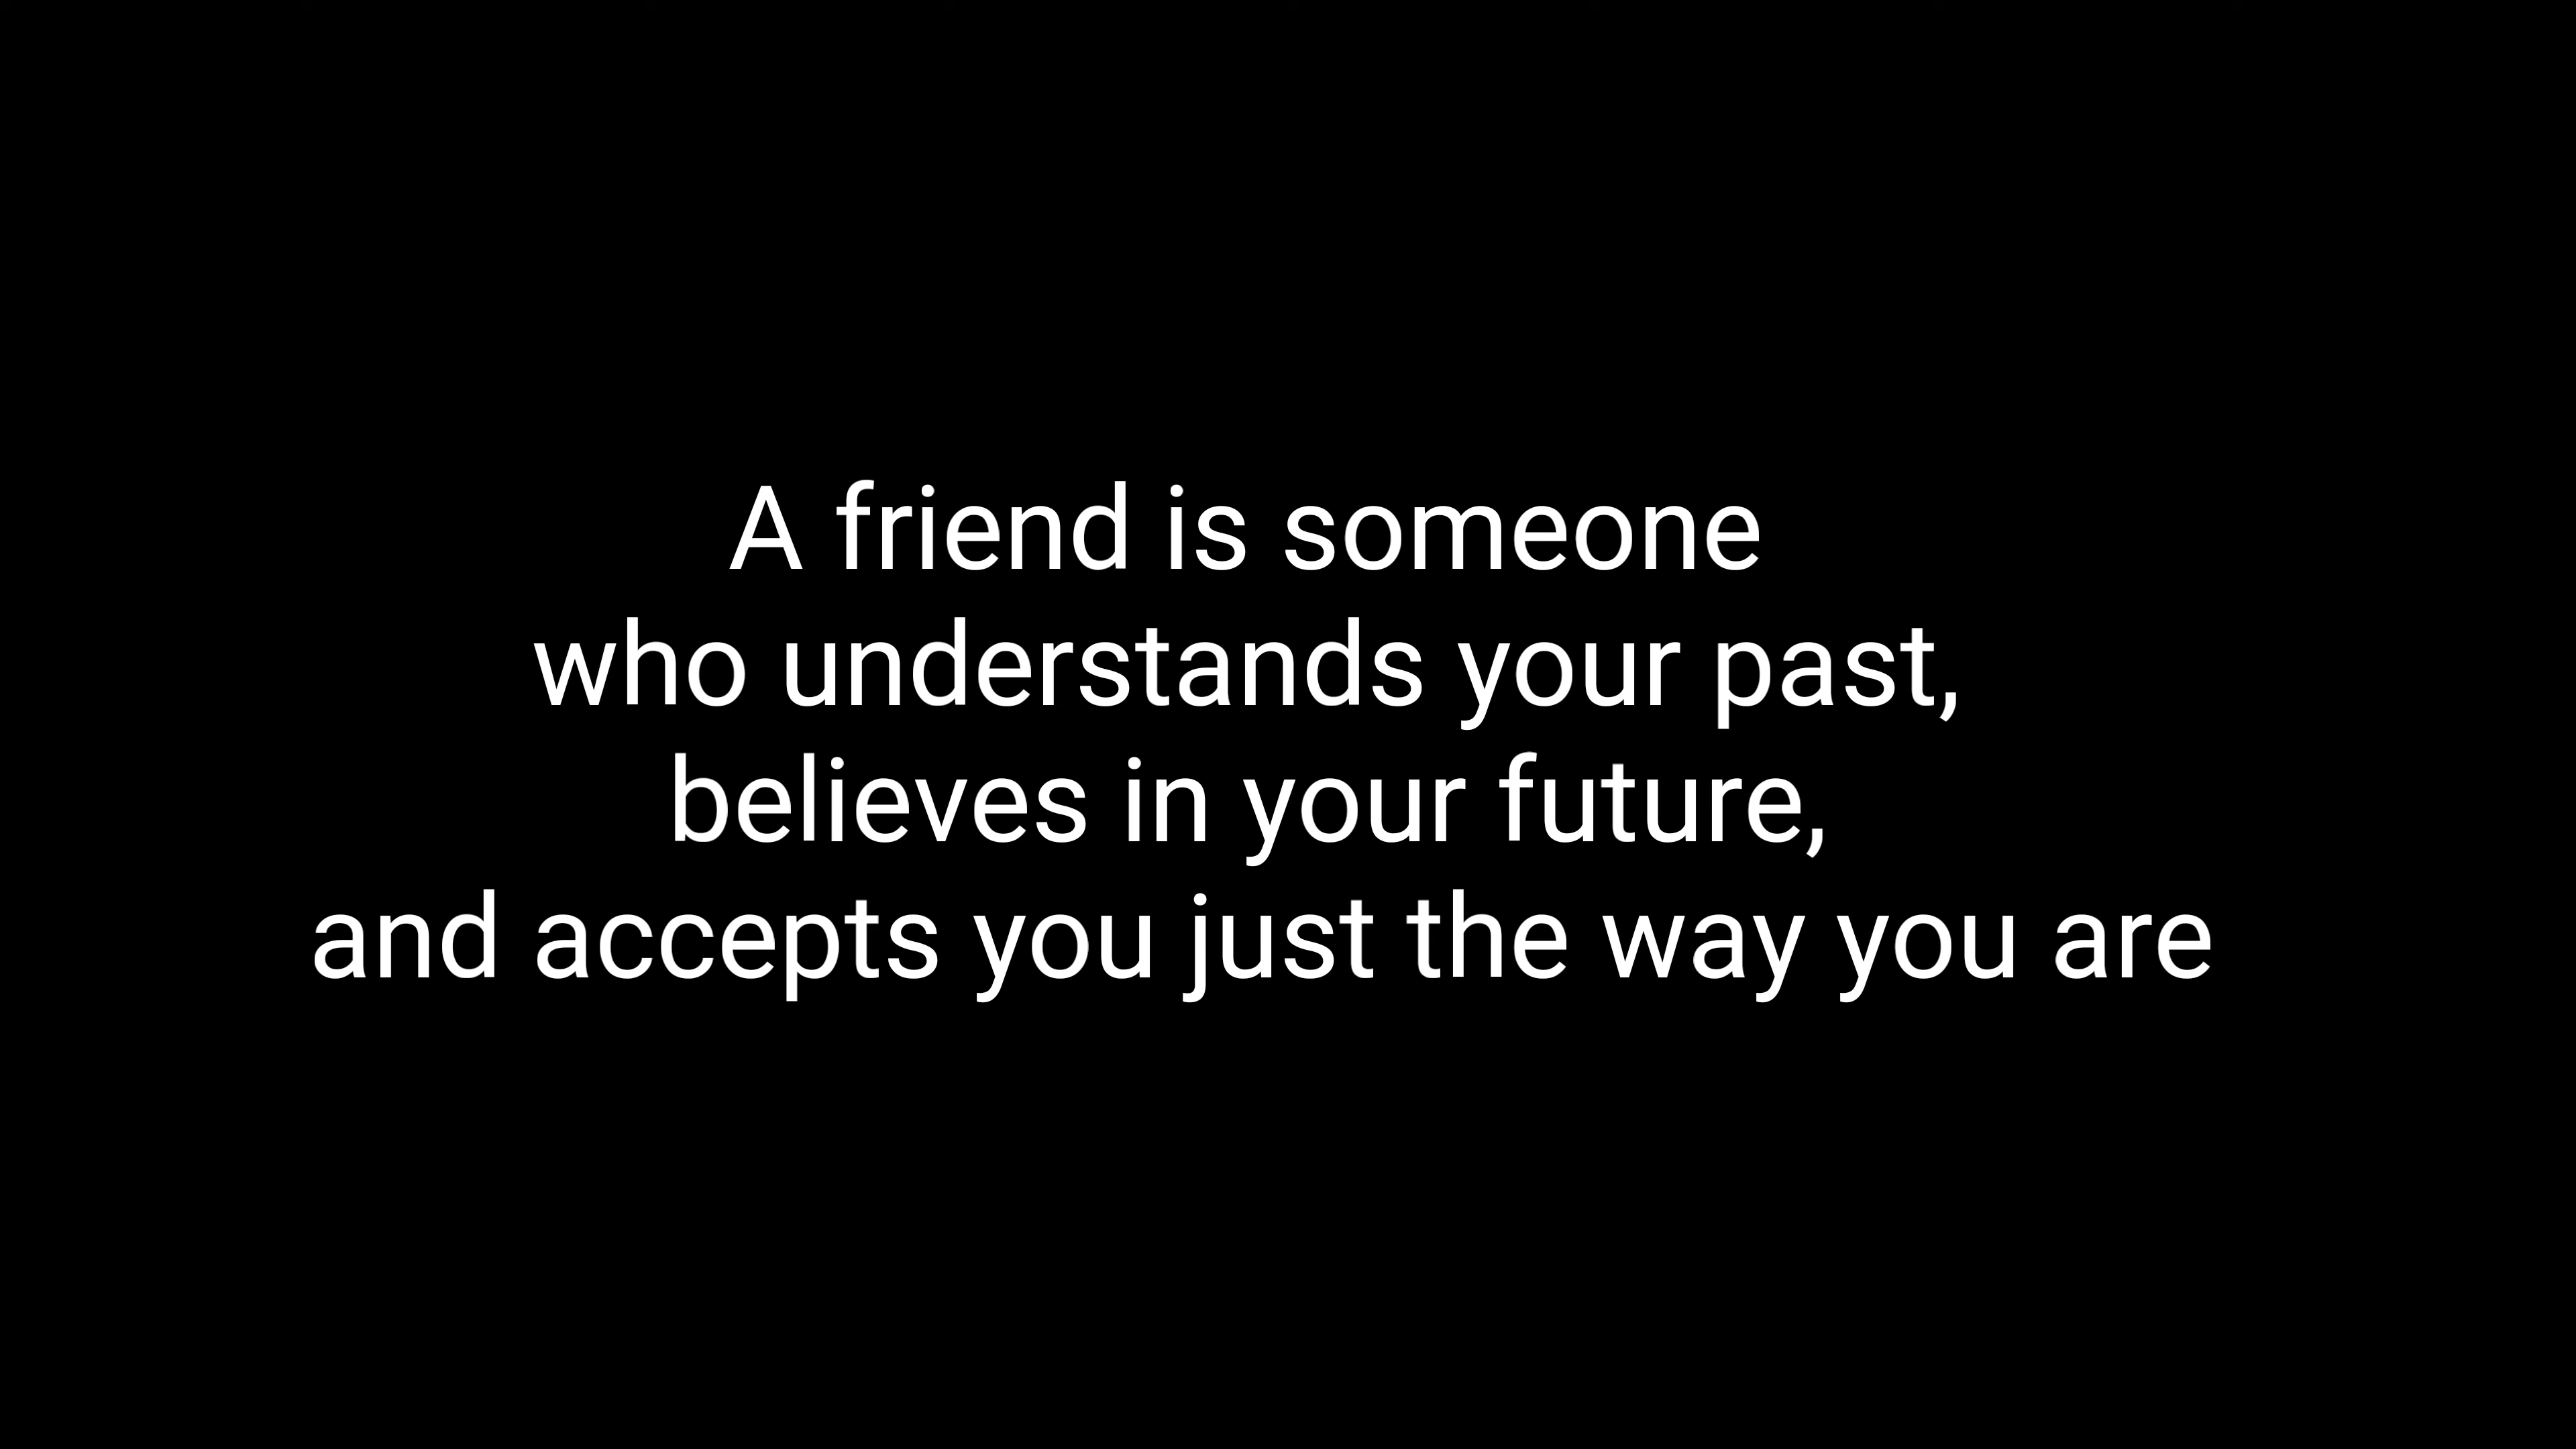 A friend is someone
who understands your past,
believes in your future,
and accepts you just the way you are